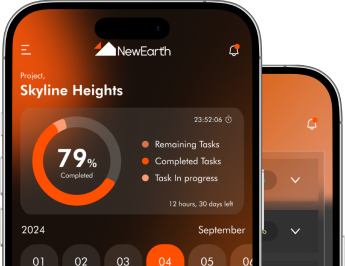 NewEarth
Project,
Skyline Heights
23:52:06
79%
Completed
Remaining Tasks
Completed Tasks
Task In progress
12 hours, 30 days left
2024 September
01 02 03 04 05